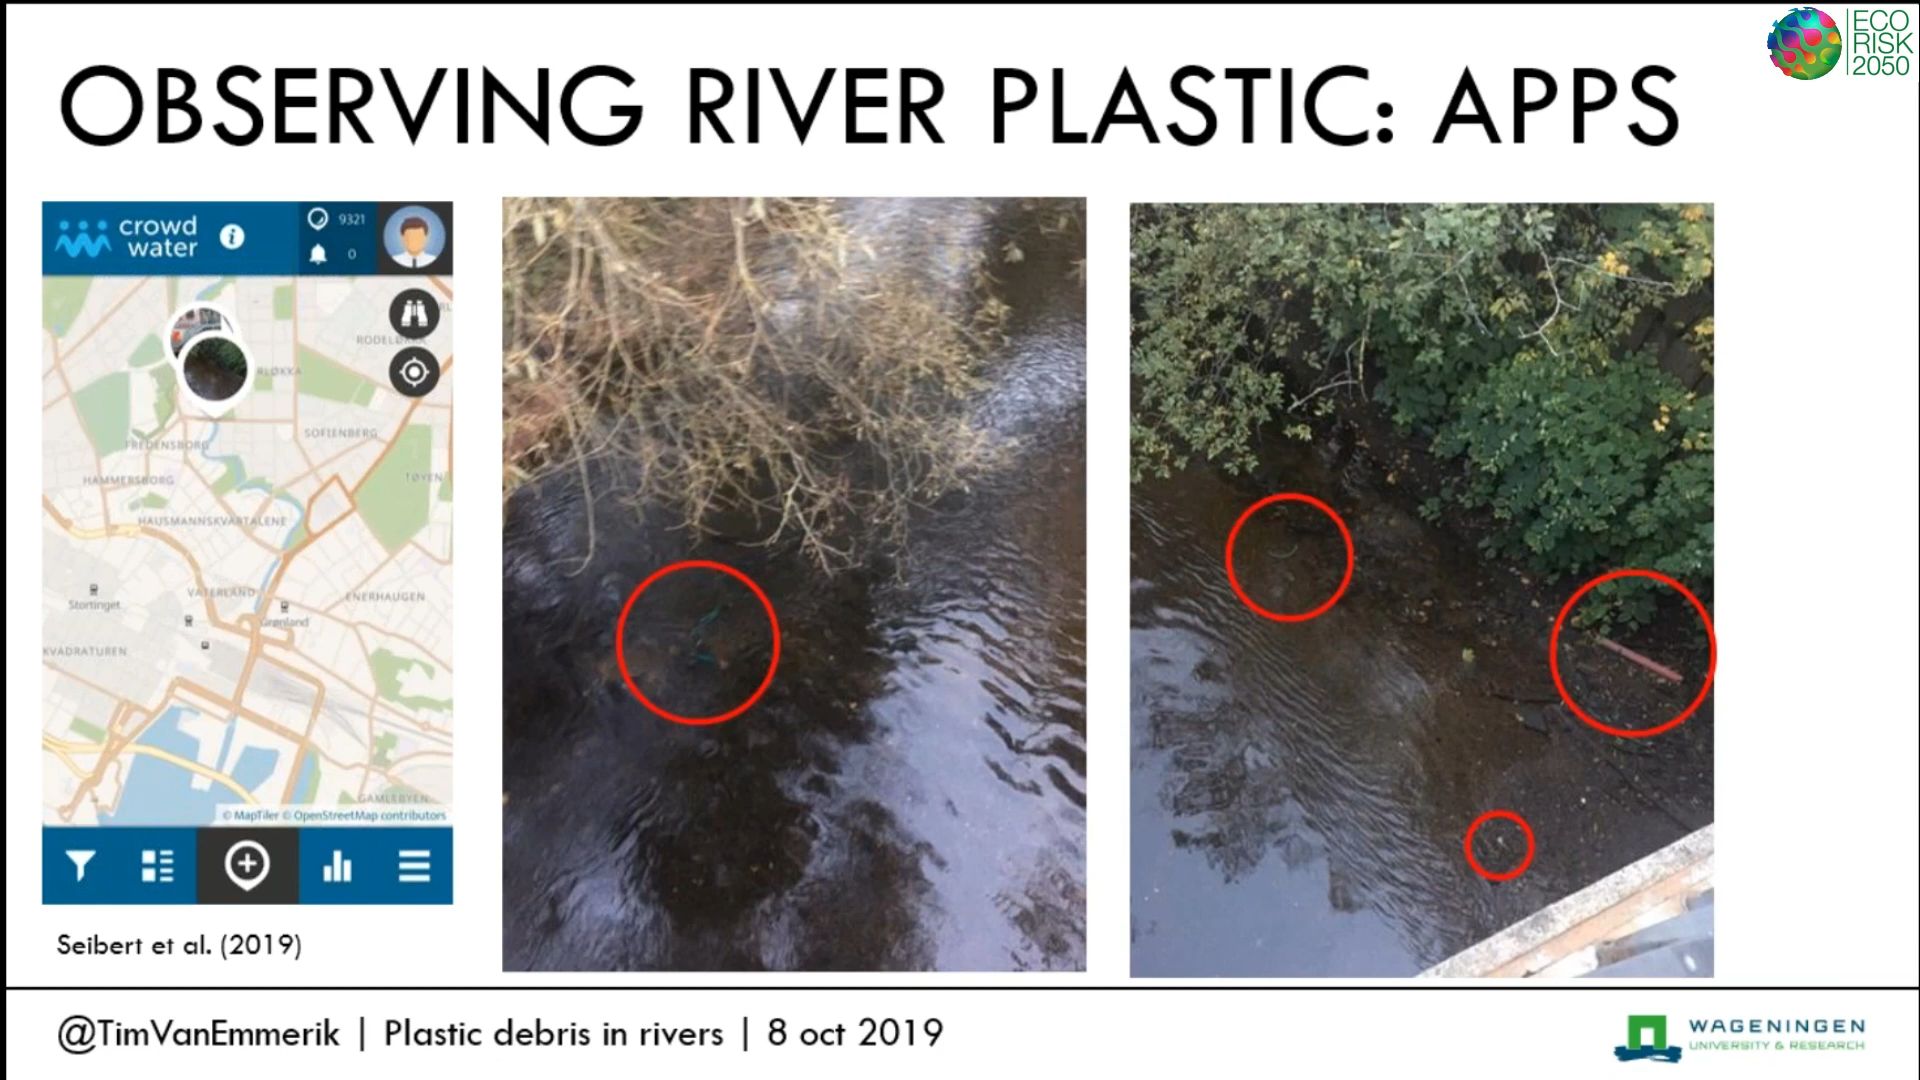 OBSERVING RIVER PLASTIC: APPS
ECO
RISK
2050
crowd
water
i
9321
0
RLØKKA
FREDENSBORG
SOFIENBERG
HAMMERSBORG
TØYEN
HAUSMANNSKVARTALENE
VATERLAND
ENERHAUGEN
Stortinget
Grønland
KVADRATUREN
GAMLEBYEN
© MapTiler © OpenStreetMap contributors
Seibert et al. (2019)
@TimVanEmmerik | Plastic debris in rivers | 8 oct 2019
WAGENINGEN
UNIVERSITY & RESEARCH